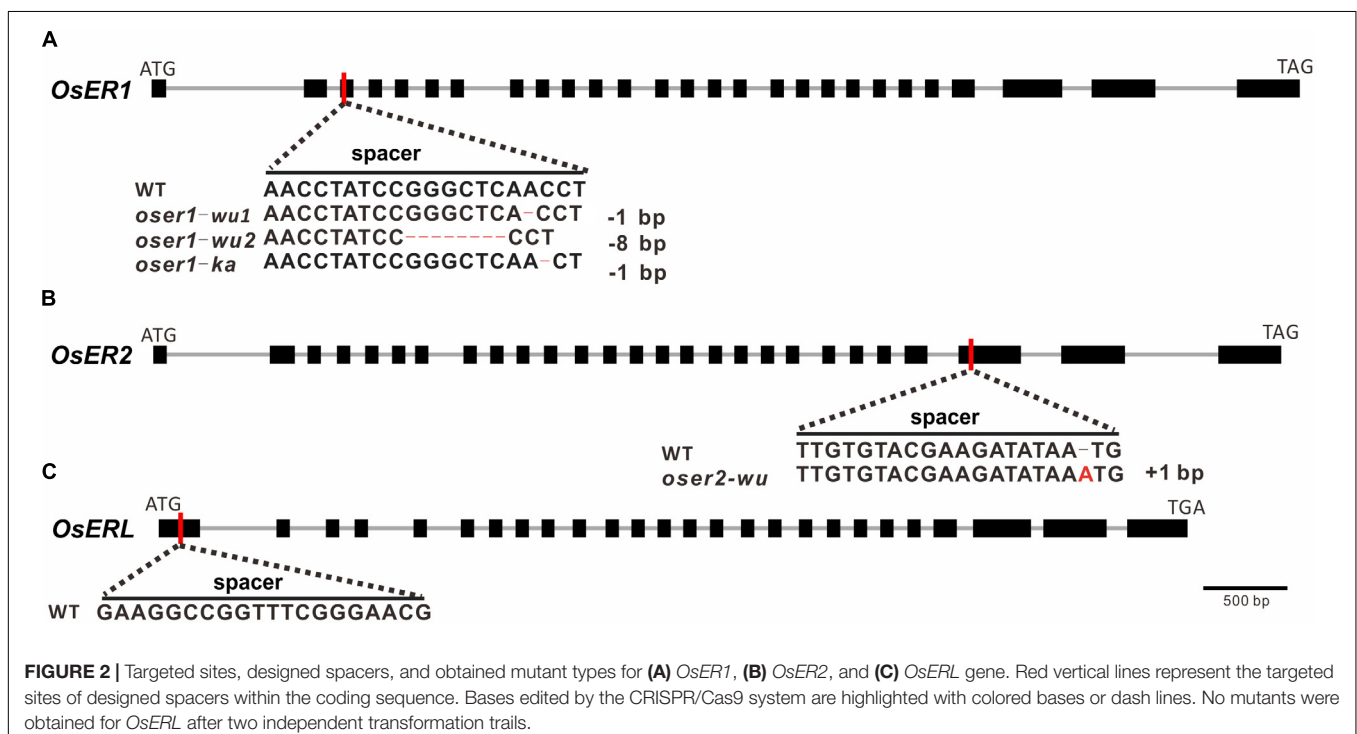 A
ATG
TAG
OsER1
spacer
WT AACCTATCCGGGCTCAACCT
oser1-wu1 AACCTATCCGGGCTCA-CCT -1 bp
oser1-wu2 AACCTATCC--------CCT -8 bp
oser1-ka AACCTATCCGGGCTCAA-CT -1 bp
B
ATG
TAG
OsER2
spacer
WT TTGTGTACGAAGATATAA-TG
oser2-wu TTGTGTACGAAGATATAAATG +1 bp
C
ATG
TGA
OsERL
spacer
WT GAAGGCCGGTTTCGGGAACG
500 bp
FIGURE 2 | Targeted sites, designed spacers, and obtained mutant types for (A) OsER1, (B) OsER2, and (C) OsERL gene. Red vertical lines represent the targeted
sites of designed spacers within the coding sequence. Bases edited by the CRISPR/Cas9 system are highlighted with colored bases or dash lines. No mutants were
obtained for OsERL after two independent transformation trails.